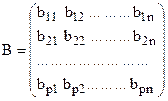 b₁₁ b₁₂ ………b₁ₙ
b₂₁ b₂₂ ………b₂ₙ
B = ……………………………
bₚ₁ bₚ₂………bₚₙ